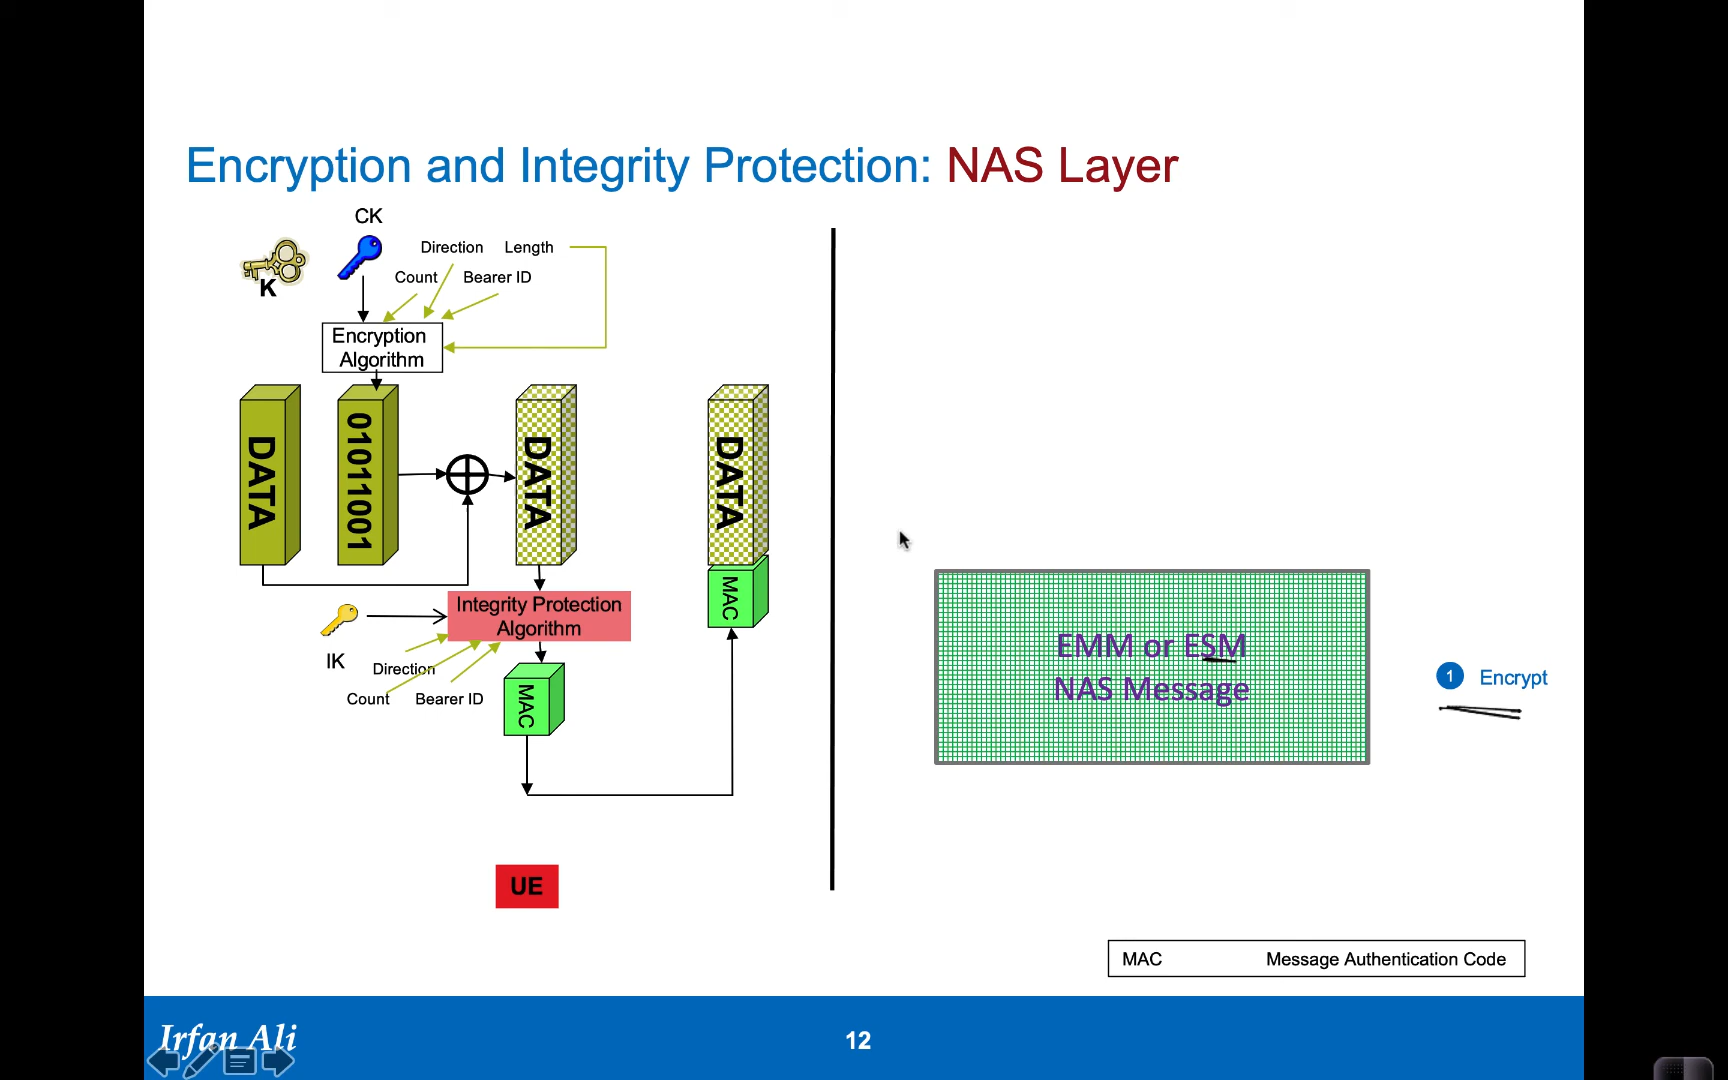 Encryption and Integrity Protection: NAS Layer
CK
Direction Length
Count Bearer ID
K
Encryption
Algorithm
DATA
01011001
DATA
DATA
MAC
Integrity Protection
Algorithm
IK
Direction
Count Bearer ID
MAC
UE
EMM or ESM
NAS Message
1 Encrypt
MAC Message Authentication Code
Irfan Ali
12